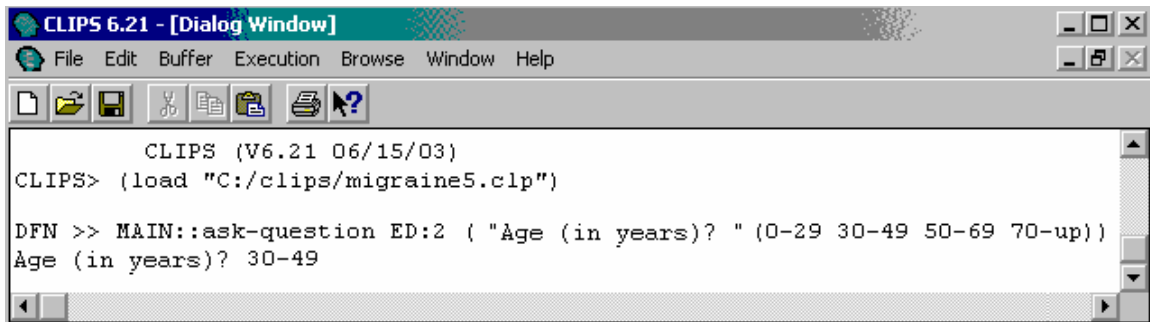 CLIPS 6.21 - [Dialog Window]
File Edit Buffer Execution Browse Window Help
CLIPS (V6.21 06/15/03)
CLIPS> (load "C:/clips/migraine5.clp")
DFN >> MAIN::ask-question ED:2 ( "Age (in years)? " (0-29 30-49 50-69 70-up))
Age (in years)? 30-49